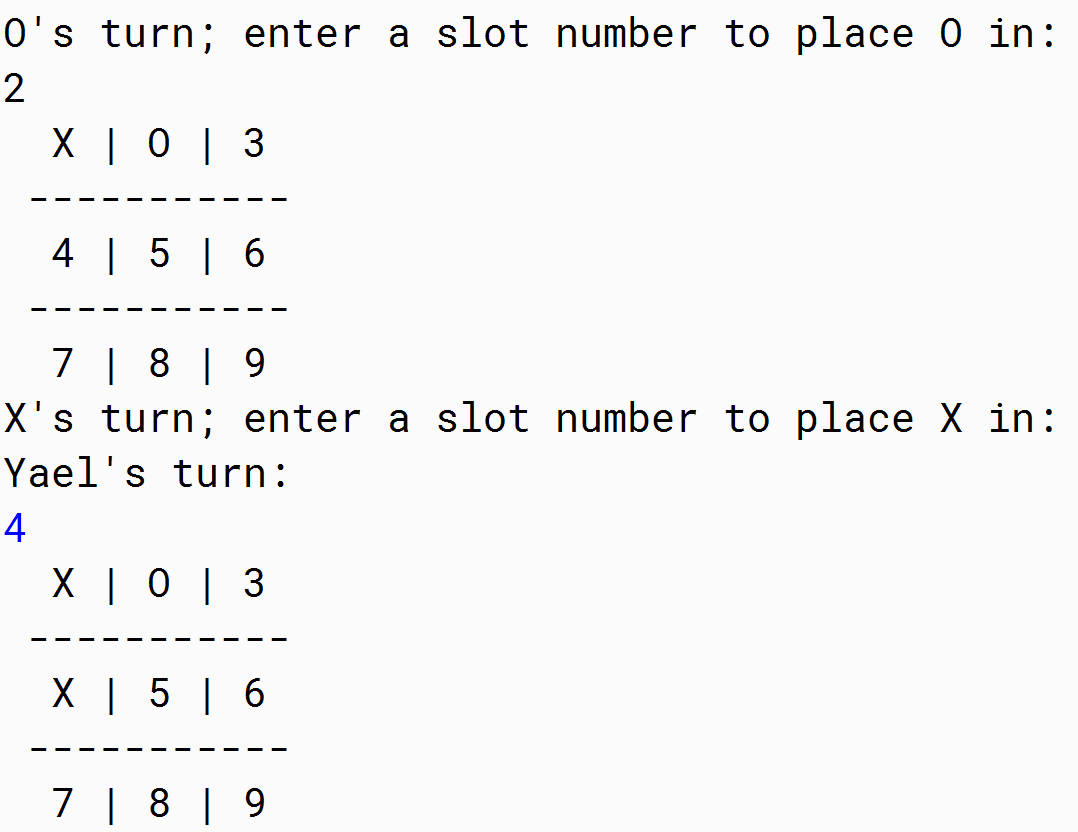 O's turn; enter a slot number to place O in:
2
  X | O | 3
 -----------
  4 | 5 | 6
 -----------
  7 | 8 | 9
X's turn; enter a slot number to place X in:
Yael's turn:
4
  X | O | 3
 -----------
  X | 5 | 6
 -----------
  7 | 8 | 9